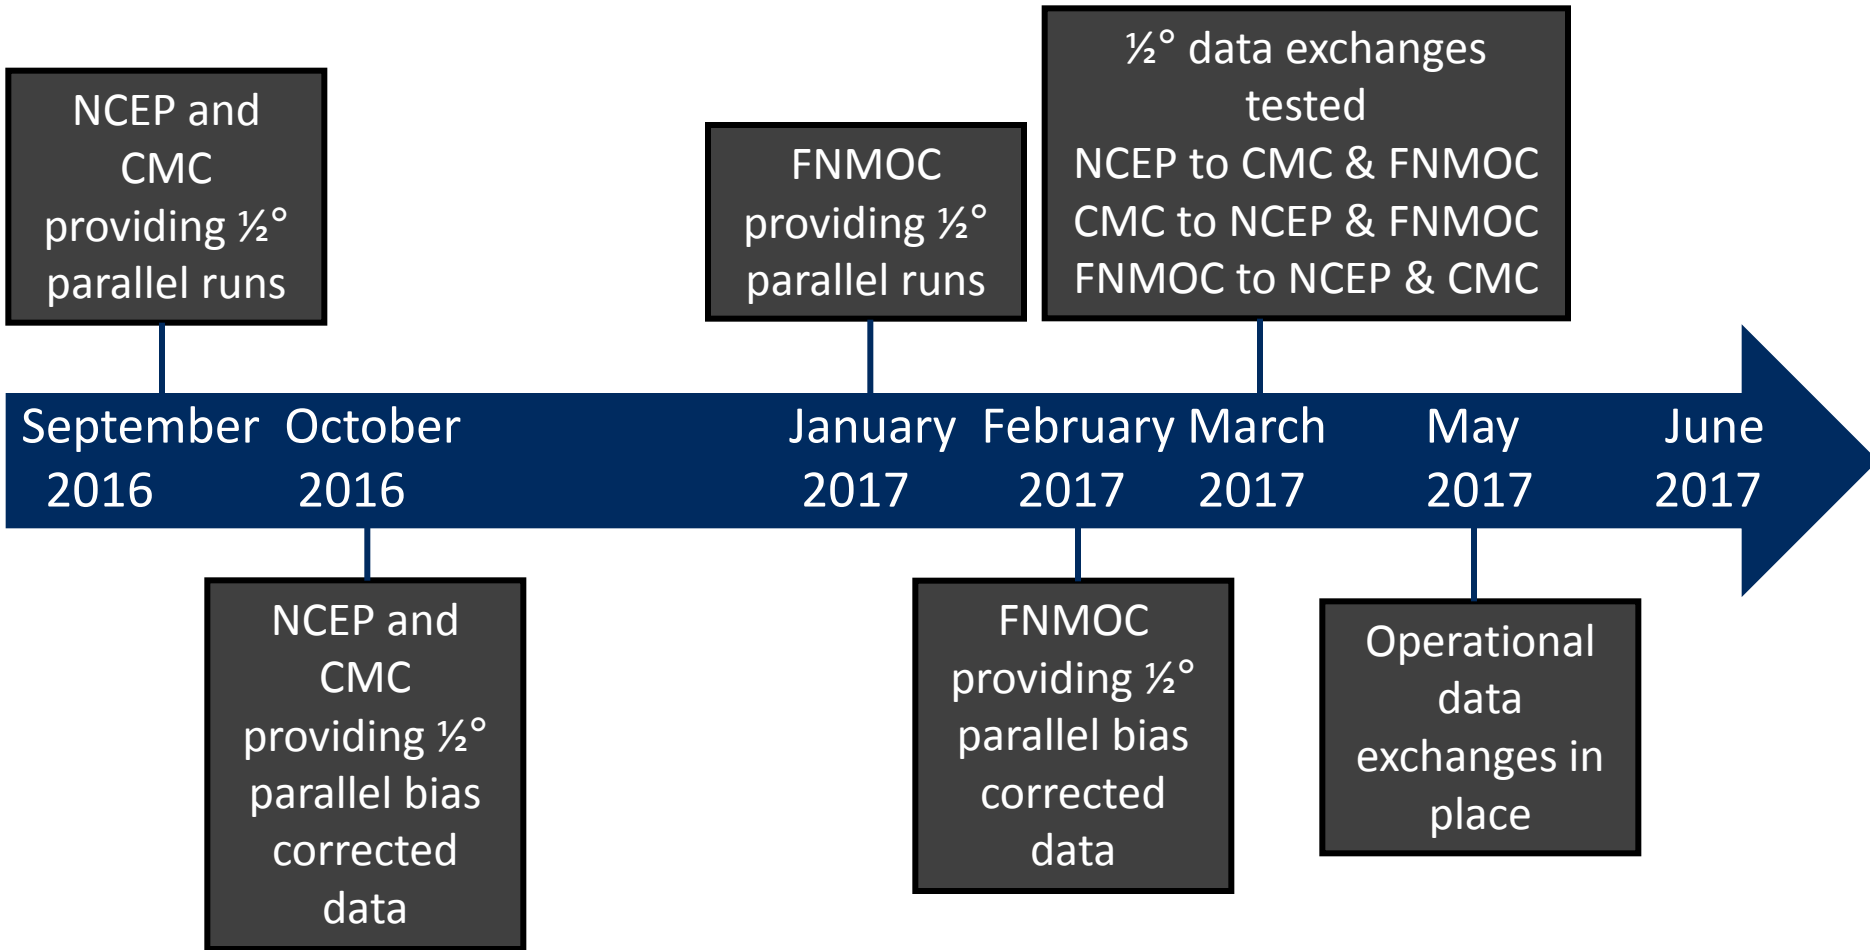 NCEP and
CMC
providing ½°
parallel runs
FNMOC
providing ½°
parallel runs
½° data exchanges
tested
NCEP to CMC & FNMOC
CMC to NCEP & FNMOC
FNMOC to NCEP & CMC
September October January February March May June
2016 2016 2017 2017 2017 2017 2017
NCEP and
CMC
providing ½°
parallel bias
corrected
data
FNMOC
providing ½°
parallel bias
corrected
data
Operational
data
exchanges in
place